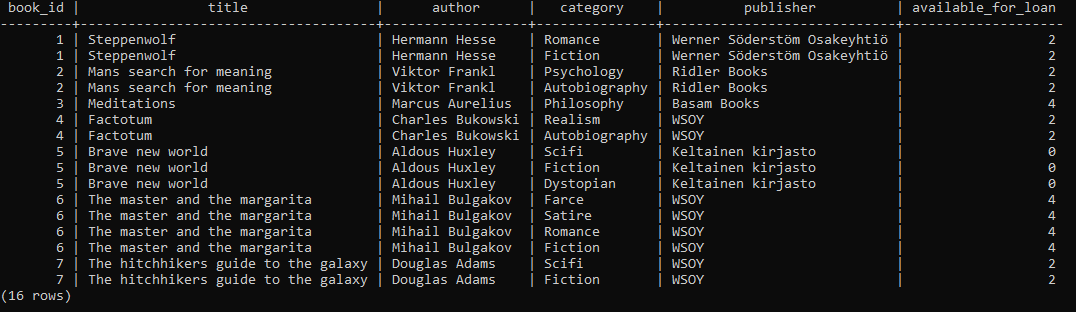 book_id | title | author | category | publisher | available_for_loan
---------+------------------------------------+------------------+---------------+-----------------------------+--------------------
1 | Steppenwolf | Hermann Hesse | Romance | Werner Söderstöm Osakeyhtiö | 2
1 | Steppenwolf | Hermann Hesse | Fiction | Werner Söderstöm Osakeyhtiö | 2
2 | Mans search for meaning | Viktor Frankl | Psychology | Ridler Books | 2
2 | Mans search for meaning | Viktor Frankl | Autobiography | Ridler Books | 2
3 | Meditations | Marcus Aurelius | Philosophy | Basam Books | 4
4 | Factotum | Charles Bukowski | Realism | WSOY | 2
4 | Factotum | Charles Bukowski | Autobiography | WSOY | 2
5 | Brave new world | Aldous Huxley | Scifi | Keltainen kirjasto | 0
5 | Brave new world | Aldous Huxley | Fiction | Keltainen kirjasto | 0
5 | Brave new world | Aldous Huxley | Dystopian | Keltainen kirjasto | 0
6 | The master and the margarita | Mihail Bulgakov | Farce | WSOY | 4
6 | The master and the margarita | Mihail Bulgakov | Satire | WSOY | 4
6 | The master and the margarita | Mihail Bulgakov | Romance | WSOY | 4
6 | The master and the margarita | Mihail Bulgakov | Fiction | WSOY | 4
7 | The hitchhikers guide to the galaxy | Douglas Adams | Scifi | WSOY | 2
7 | The hitchhikers guide to the galaxy | Douglas Adams | Fiction | WSOY | 2
(16 rows)